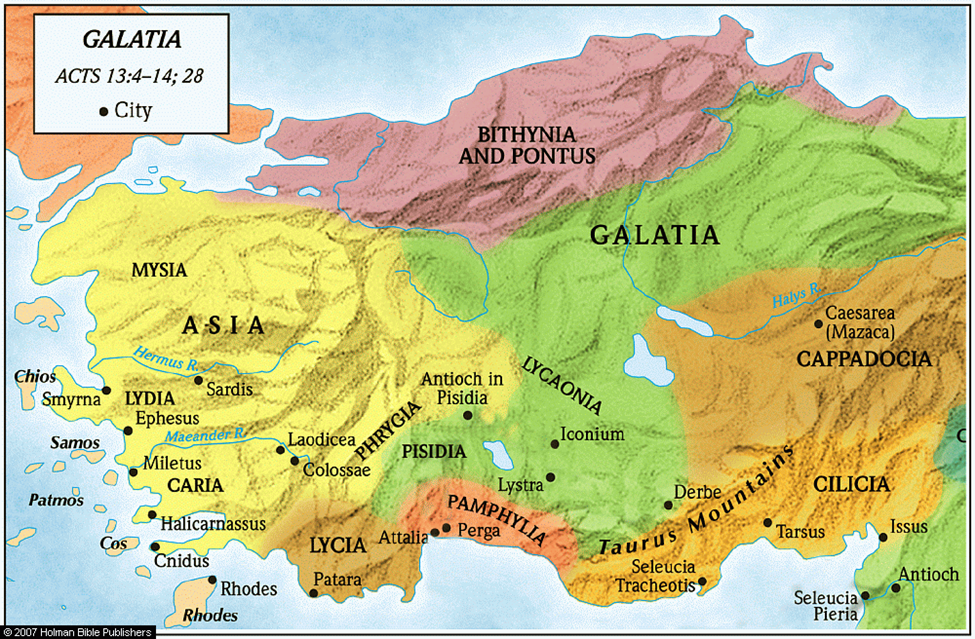 GALATIA
ACTS 13:4–14; 28
City
BITHYNIA
AND PONTUS
GALATIA
MYSIA
ASIA
Halys R.
Caesarea
(Mazaca)
CAPPADOCIA
Hermus R.
Chios
Smyrna
Sardis
LYDIA
Ephesus
Antioch in
Pisidia
LYCAONIA
PHRYGIA
Samos
Maeander R.
Laodicea
Colossae
PISIDIA
Iconium
Miletus
CARIA
Lystra
Derbe
Taurus Mountains
CILICIA
C
Patmos
Halicarnassus
PAMPHYLIA
Attalia
Perga
Tarsus
Issus
Cos
Cnidus
LYCIA
Patara
Seleucia
Tracheotis
Antioch
Seleucia
Pieria
Rhodes
Rhodes
© 2007 Holman Bible Publishers